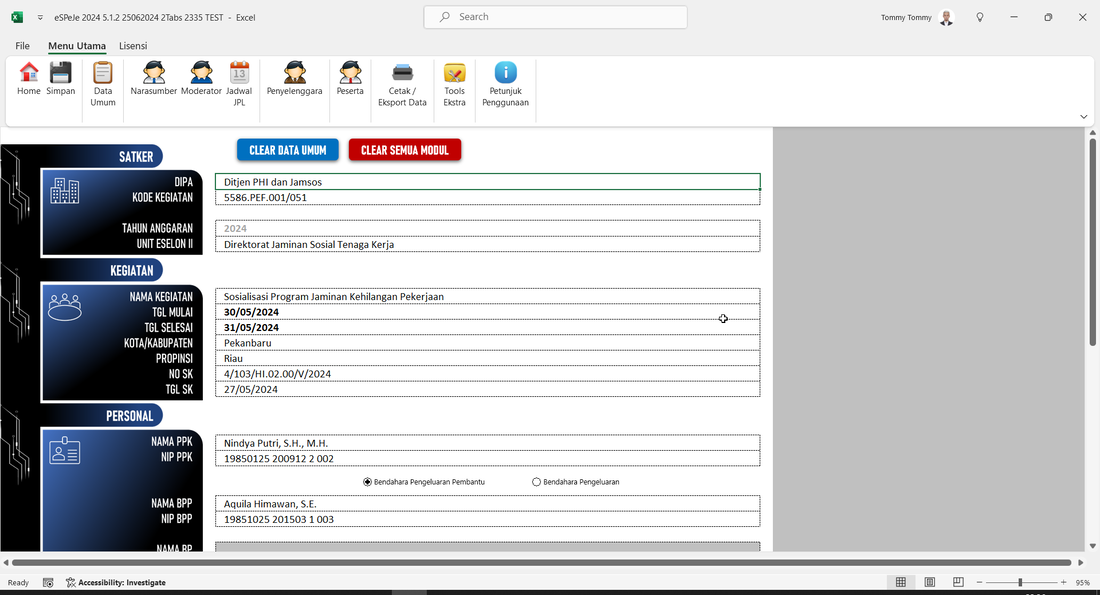 eSPeJe 2024 5.1.2 25062024 2Tabs 2335 TEST - Excel
Search
Tommy Tommy
File Menu Utama Lisensi
Home
Simpan
Data Umum
Narasumber
Moderator
Jadwal JPL
Penyelenggara
Peserta
Cetak / Eksport Data
Tools Ekstra
Petunjuk Penggunaan
CLEAR DATA UMUM
CLEAR SEMUA MODUL
SATKER
DIPA Ditjen PHI dan Jamsos
KODE KEGIATAN 5586.PEF.001/051
TAHUN ANGGARAN 2024
UNIT ESELON II Direktorat Jaminan Sosial Tenaga Kerja
KEGIATAN
NAMA KEGIATAN Sosialisasi Program Jaminan Kehilangan Pekerjaan
TGL MULAI 30/05/2024
TGL SELESAI 31/05/2024
KOTA/KABUPATEN Pekanbaru
PROPINSI Riau
NO SK 4/103/HI.02.00/V/2024
TGL SK 27/05/2024
PERSONAL
NAMA PPK Nindya Putri, S.H., M.H.
NIP PPK 19850125 200912 2 002
Bendahara Pengeluaran Pembantu Bendahara Pengeluaran
NAMA BPP Aquila Himawan, S.E.
NIP BPP 19851025 201503 1 003
NAMA BP
Ready Accessibility: Investigate 95%